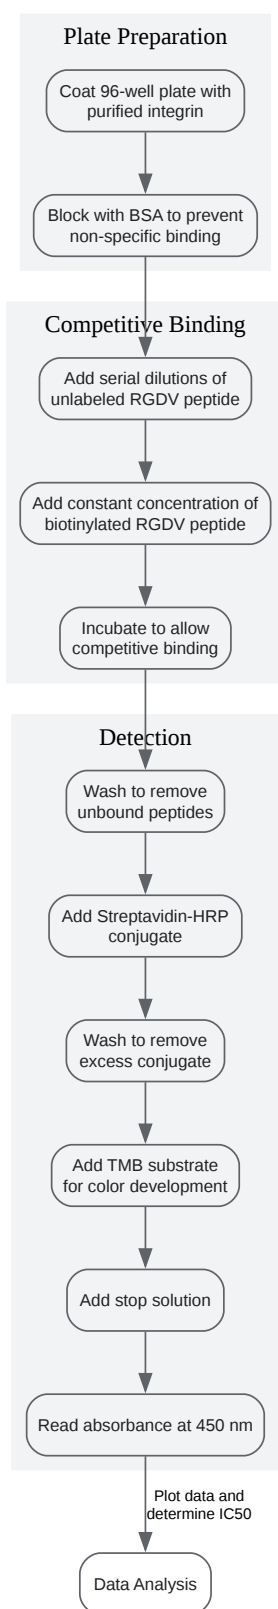 Plate Preparation
Coat 96-well plate with
purified integrin
Block with BSA to prevent
non-specific binding
Competitive Binding
Add serial dilutions of
unlabeled RGDV peptide
Add constant concentration of
biotinylated RGDV peptide
Incubate to allow
competitive binding
Detection
Wash to remove
unbound peptides
Add Streptavidin-HRP
conjugate
Wash to remove
excess conjugate
Add TMB substrate
for color development
Add stop solution
Read absorbance at 450 nm
Plot data and
determine IC50
Data Analysis